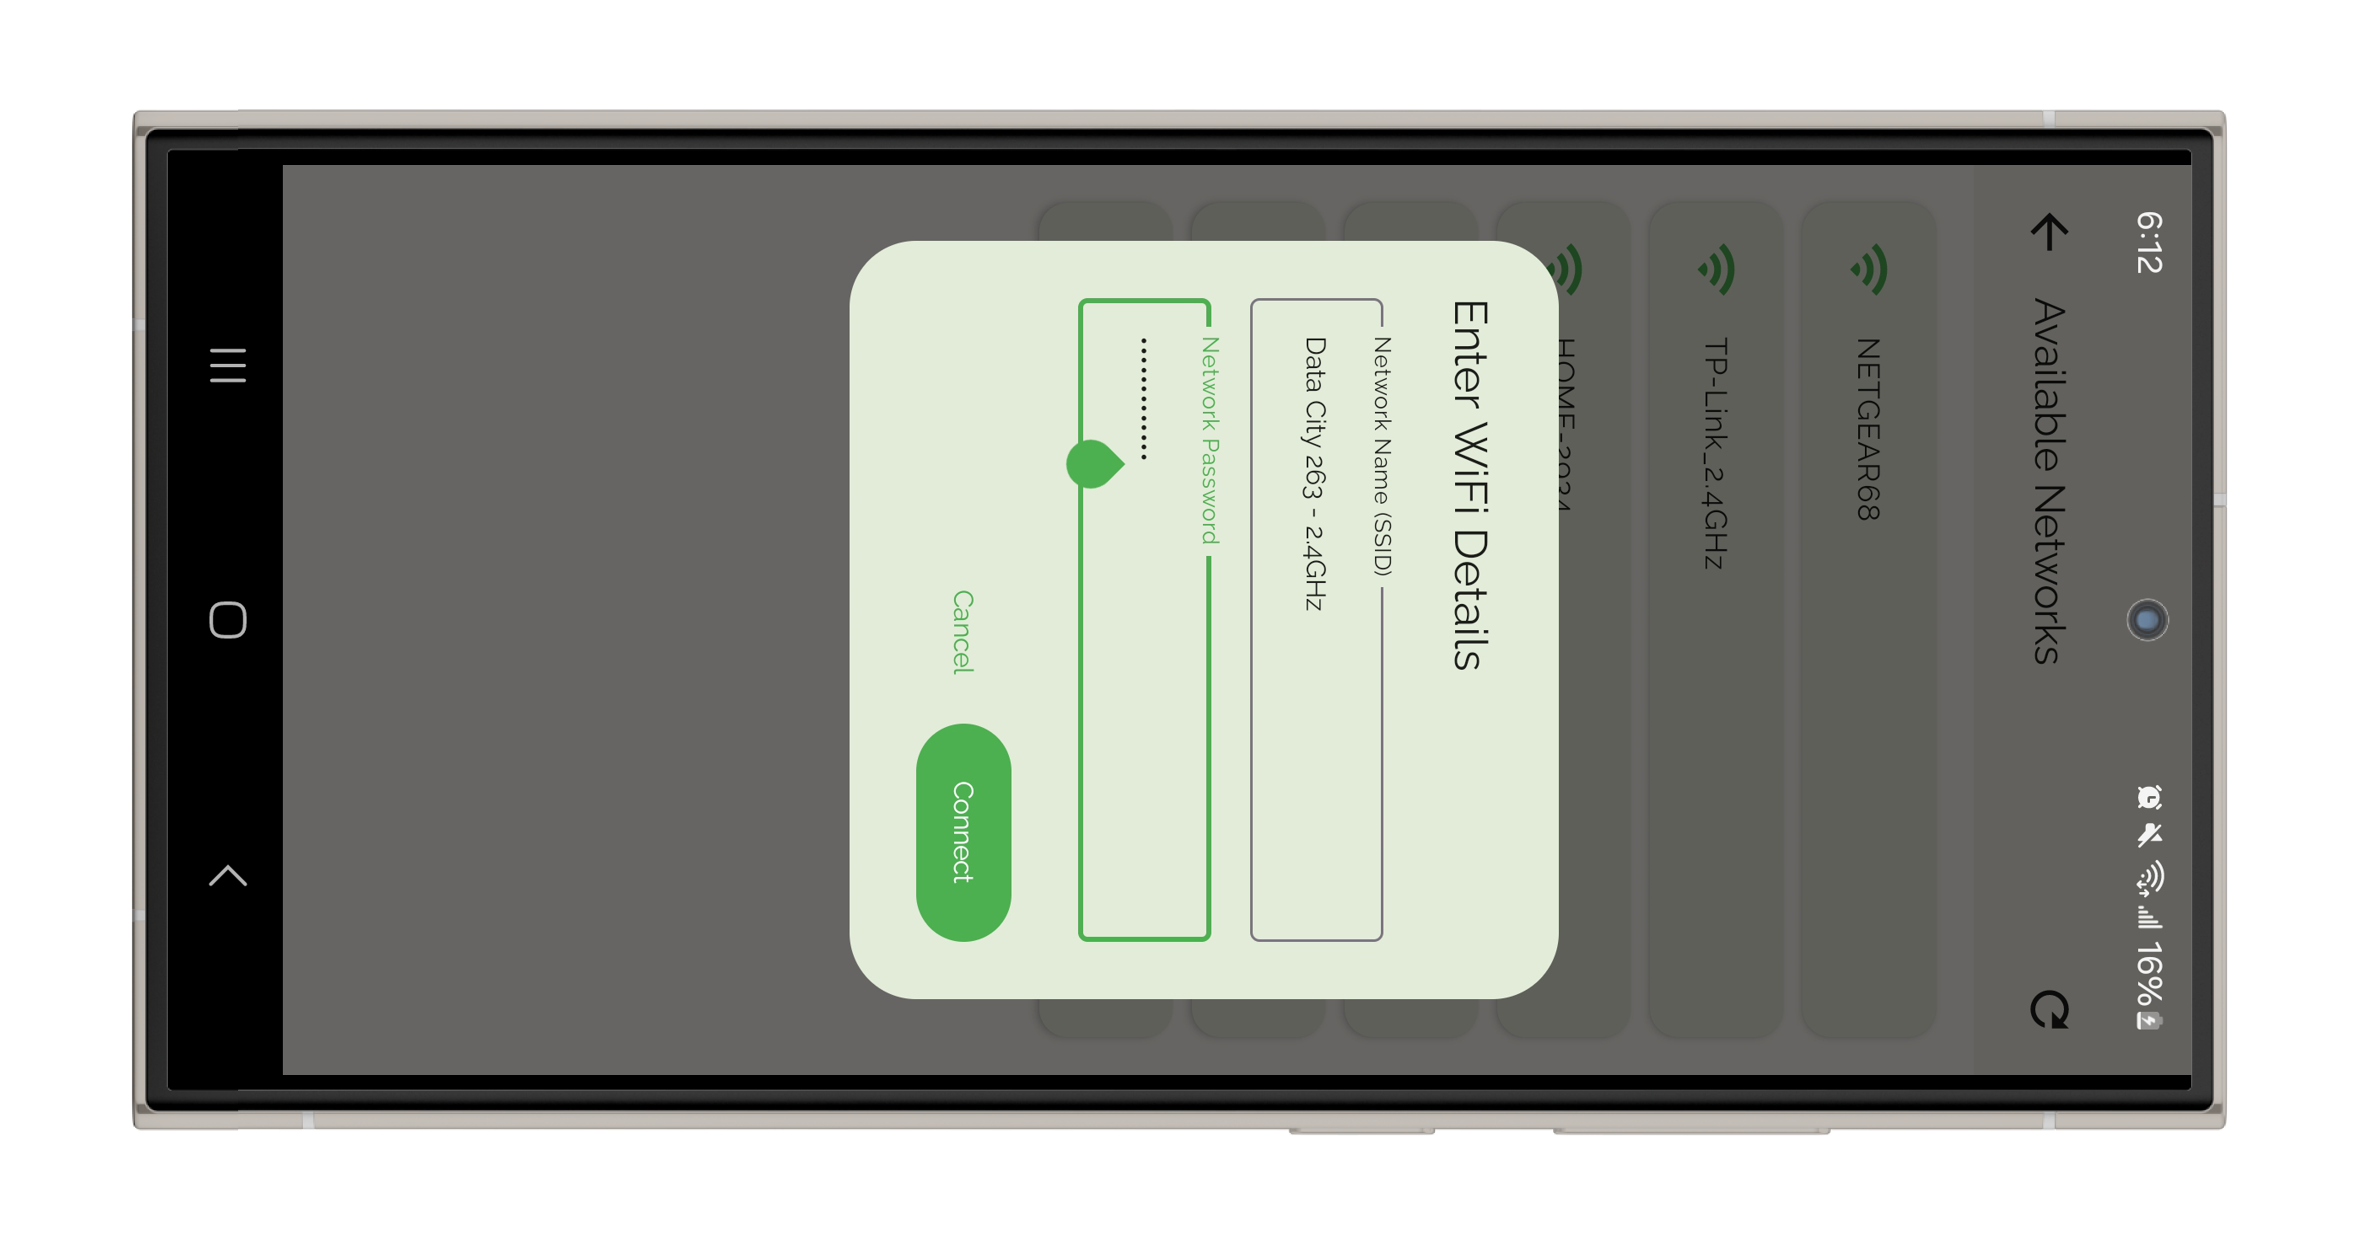 6:12
16%
Available Networks
NETGEAR68
TP-Link_2.4GHz
HOME-2034
Enter WiFi Details
Network Name (SSID)
Data City 263 - 2.4GHz
Network Password
Cancel
Connect